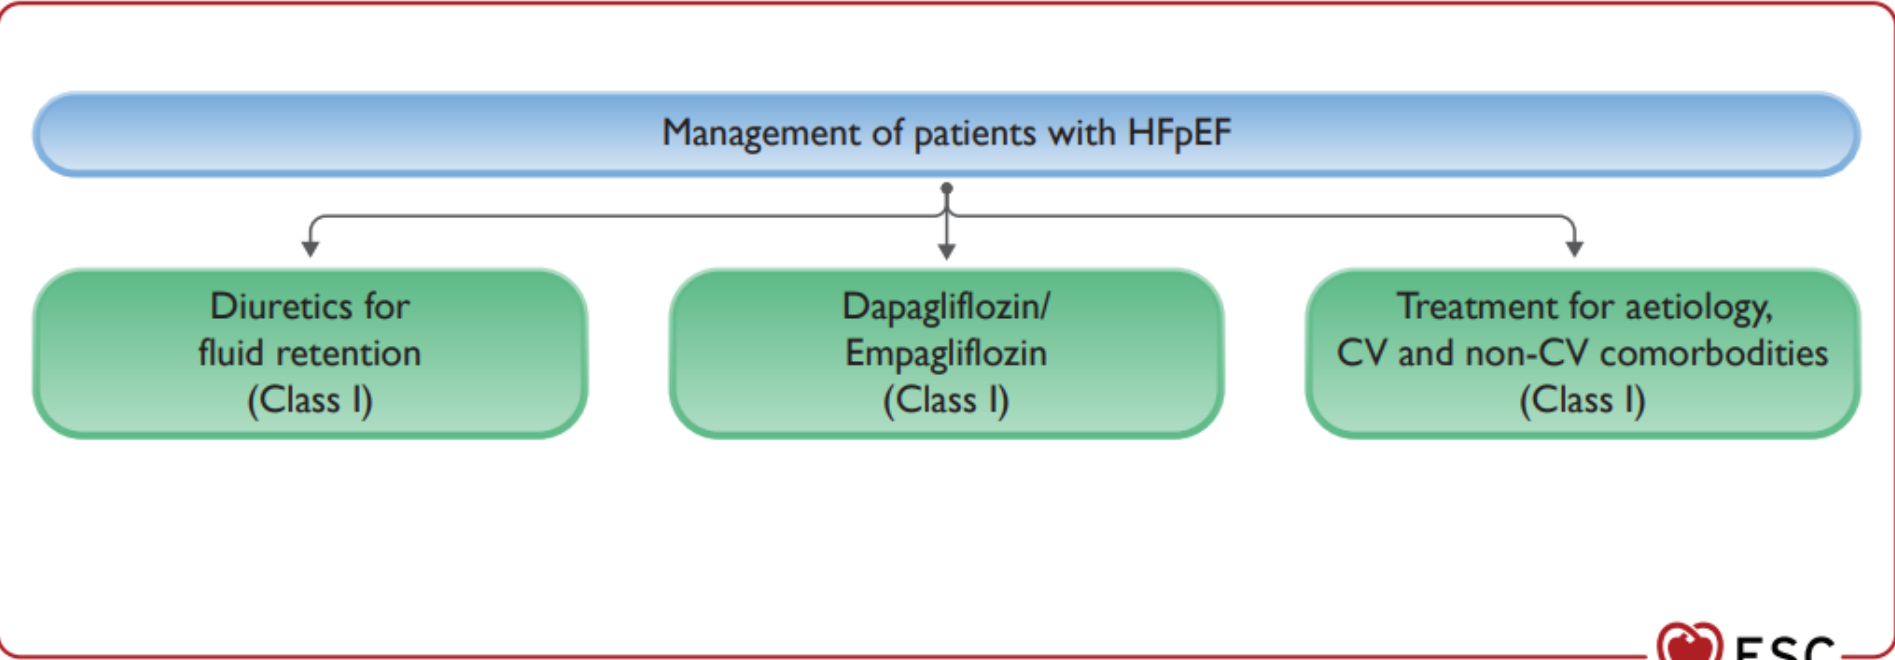 Management of patients with HFpEF
Diuretics for
fluid retention
(Class I)
Dapagliflozin/
Empagliflozin
(Class I)
Treatment for aetiology,
CV and non-CV comorbodities
(Class I)
ESC